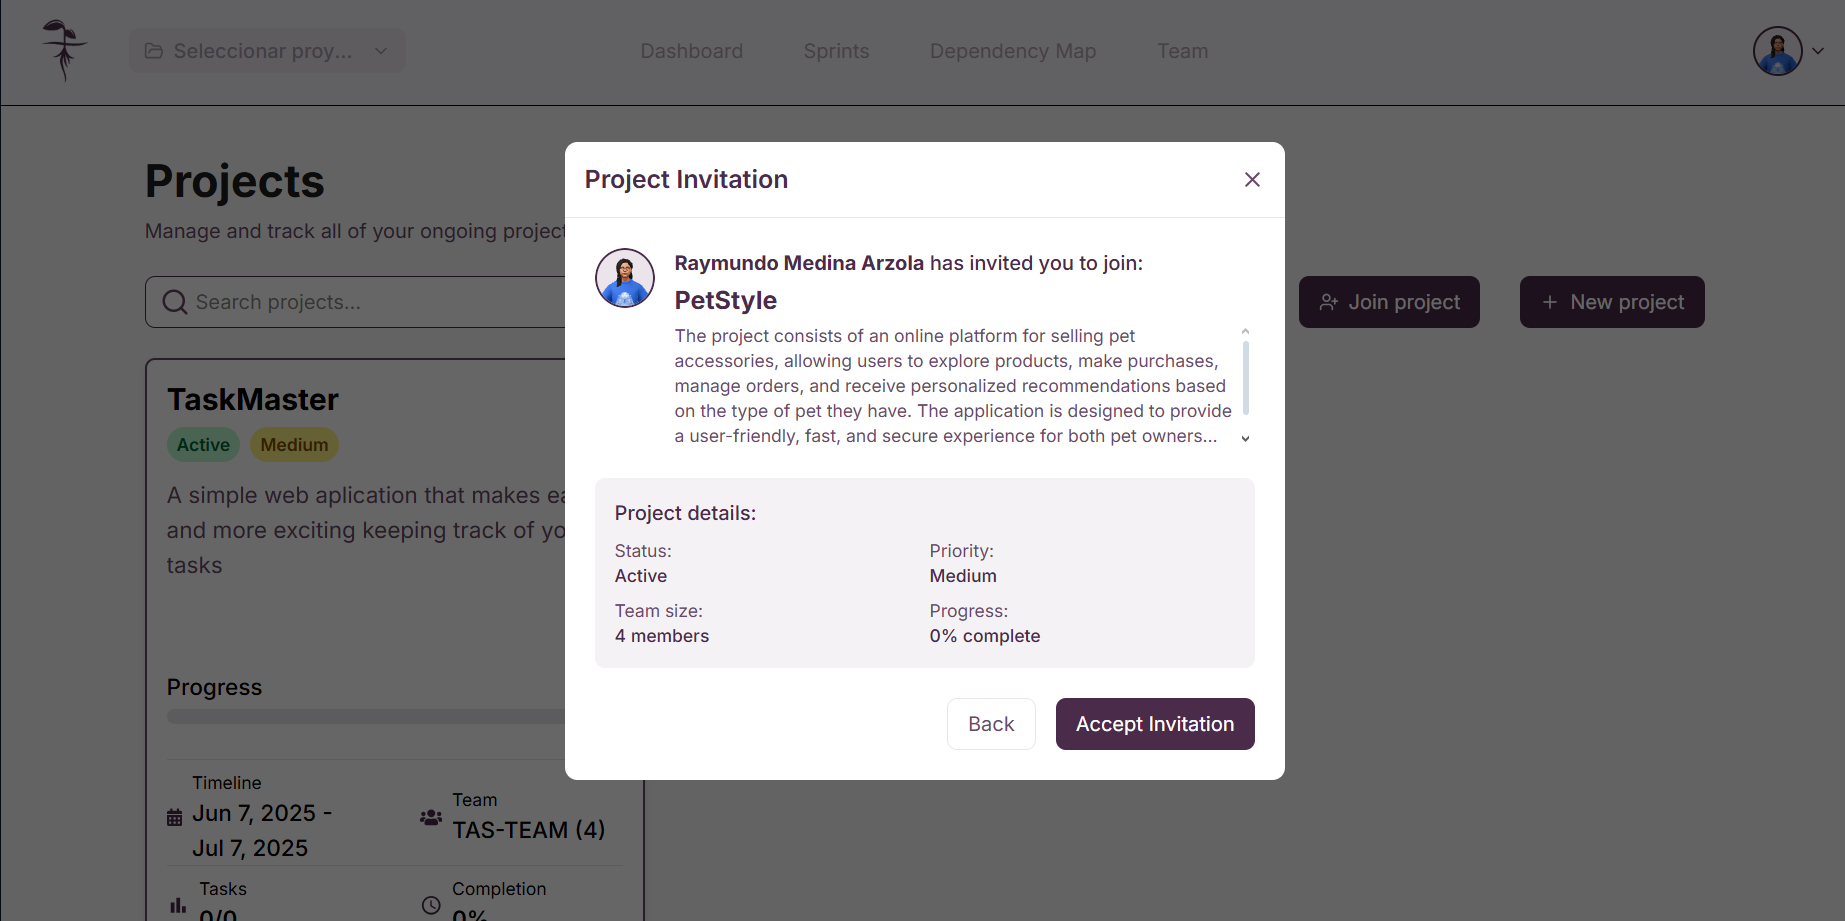 Seleccionar proy...
Dashboard
Sprints
Dependency Map
Team
Projects
Manage and track all of your ongoing project
Search projects...
Join project
New project
TaskMaster
Active
Medium
A simple web aplication that makes ea
and more exciting keeping track of yo
tasks
Progress
Timeline
Jun 7, 2025 -
Jul 7, 2025
Team
TAS-TEAM (4)
Tasks
0/0
Completion
0%
Project Invitation
Raymundo Medina Arzola has invited you to join:
PetStyle
The project consists of an online platform for selling pet
accessories, allowing users to explore products, make purchases,
manage orders, and receive personalized recommendations based
on the type of pet they have. The application is designed to provide
a user-friendly, fast, and secure experience for both pet owners...
Project details:
Status:
Active
Priority:
Medium
Team size:
4 members
Progress:
0% complete
Back
Accept Invitation